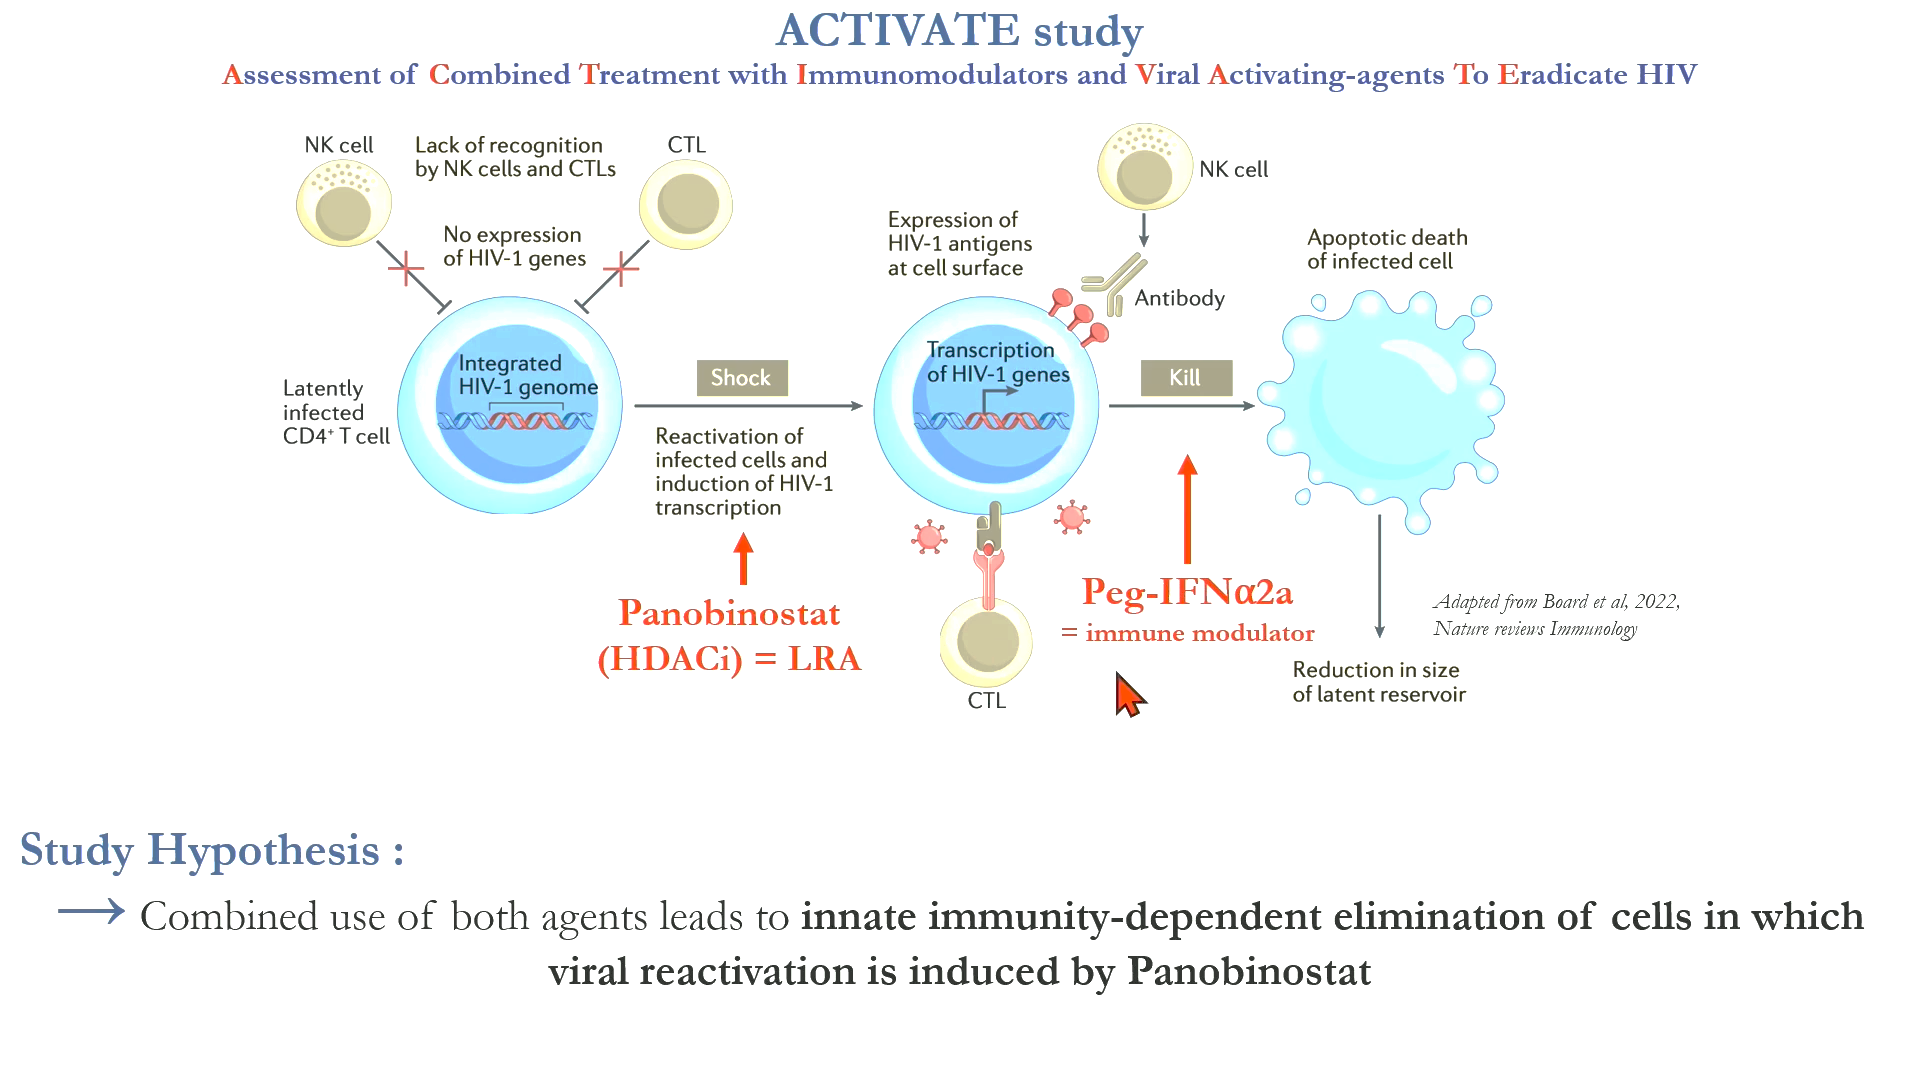 ACTIVATE study
Assessment of Combined Treatment with Immunomodulators and Viral Activating-agents To Eradicate HIV
NK cell
Lack of recognition
by NK cells and CTLs
CTL
No expression
of HIV-1 genes
Latently
infected
CD4⁺ T cell
Integrated
HIV-1 genome
Shock
Reactivation of
infected cells and
induction of HIV-1
transcription
Panobinostat
(HDACi) = LRA
Expression of
HIV-1 antigens
at cell surface
NK cell
Antibody
Transcription
of HIV-1 genes
CTL
Kill
Peg-IFNα2a
= immune modulator
Apoptotic death
of infected cell
Adapted from Board et al, 2022,
Nature reviews Immunology
Reduction in size
of latent reservoir
Study Hypothesis :
→ Combined use of both agents leads to innate immunity-dependent elimination of cells in which
viral reactivation is induced by Panobinostat